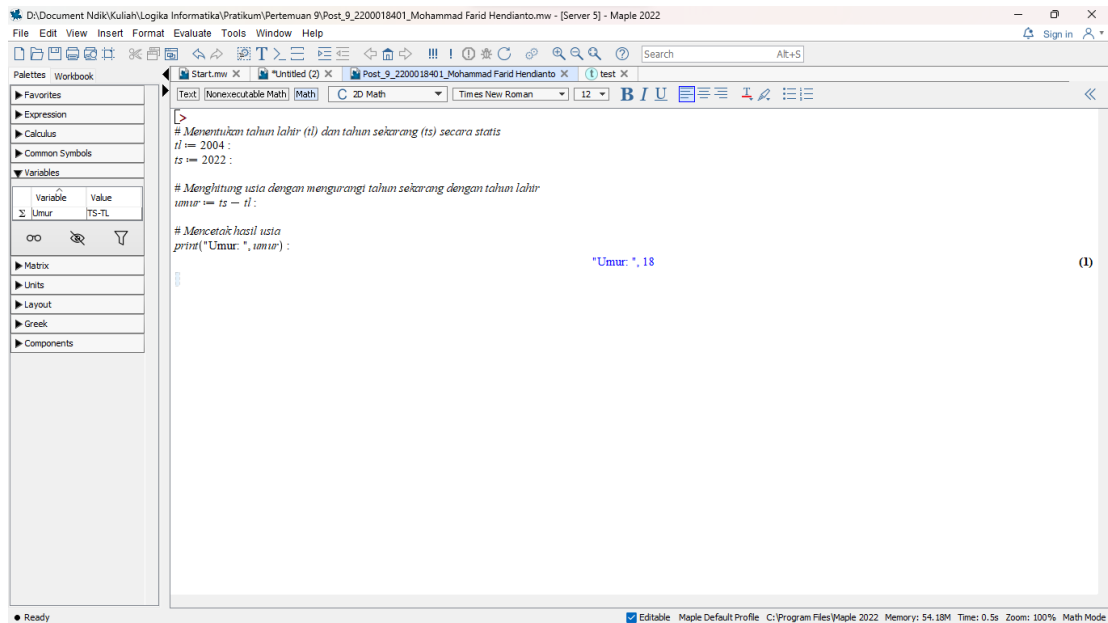 D:\Document Ndik\Kuliah\Logika Informatika\Pratikum\Pertemuan 9\Post_9_2200018401_Mohammad Farid Hendianto.mw - [Server 5] - Maple 2022
File Edit View Insert Format Evaluate Tools Window Help
Sign in
Search Alt+S
Palettes Workbook
Start.mw *Untitled (2) Post_9_2200018401_Mohammad Farid Hendianto test
Text Nonexecutable Math Math C 2D Math Times New Roman 12 B I U
Favorites
Expression
Calculus
Common Symbols
Variables
Variable Value
Σ Umur TS-TL
Matrix
Units
Layout
Greek
Components
>
# Menentukan tahun lahir (tl) dan tahun sekarang (ts) secara statis
tl := 2004 :
ts := 2022 :
# Menghitung usia dengan mengurangi tahun sekarang dengan tahun lahir
umur := ts − tl :
# Mencetak hasil usia
print("Umur: ", umur) :
"Umur: ", 18 (1)
Ready
Editable Maple Default Profile C:\Program Files\Maple 2022 Memory: 54.18M Time: 0.5s Zoom: 100% Math Mode